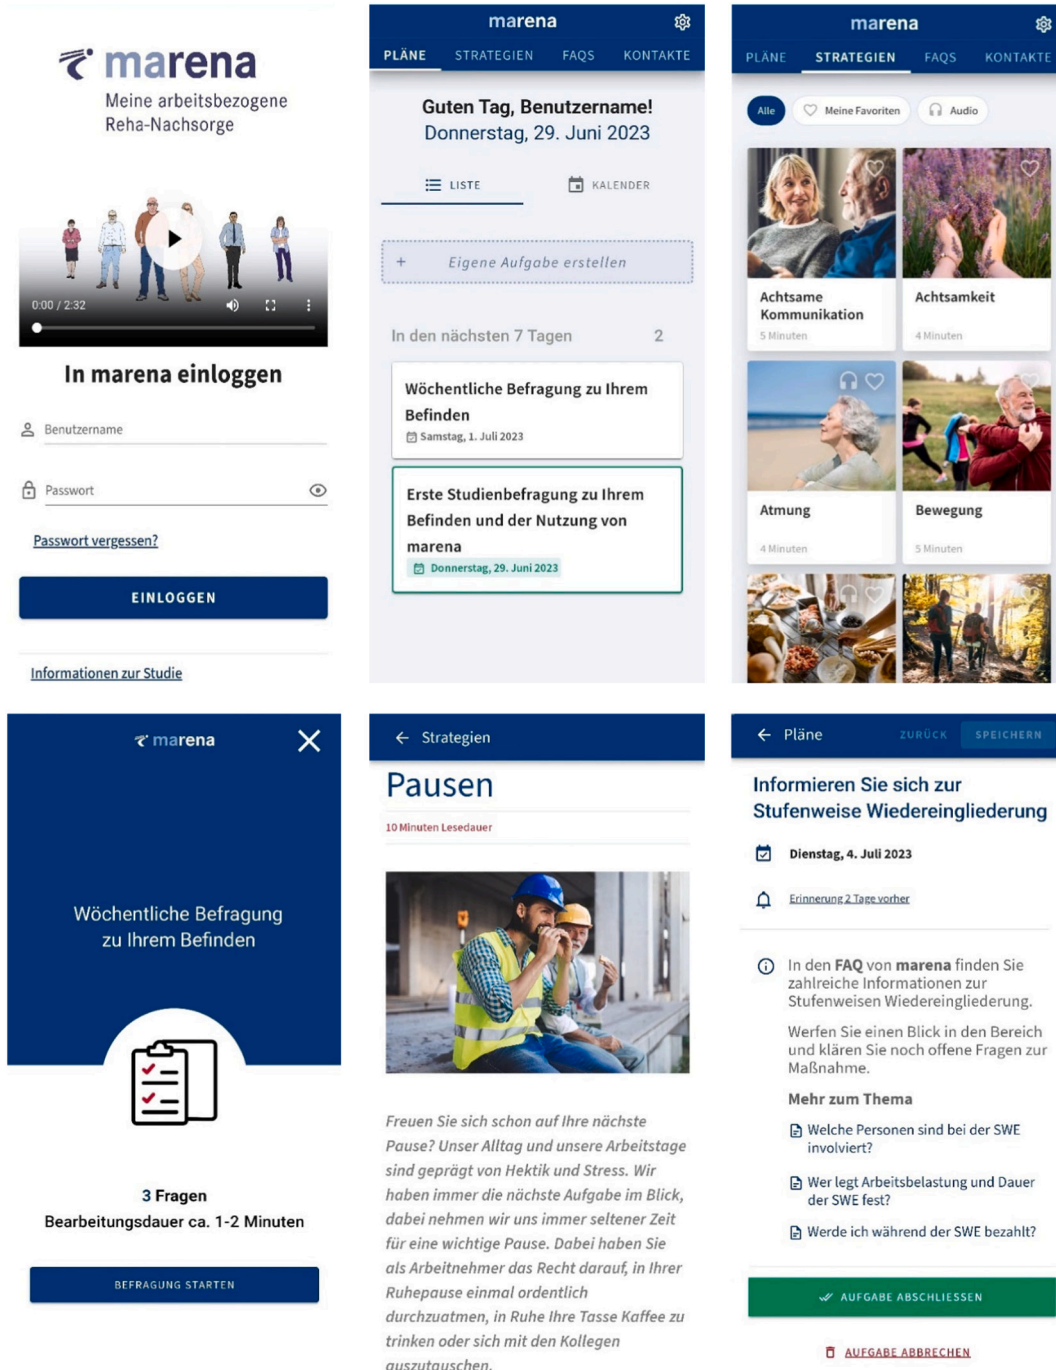 marena
Meine arbeitsbezogene
Reha-Nachsorge
0:00 / 2:32
In marena einloggen
Benutzername
Passwort
Passwort vergessen?
EINLOGGEN
Informationen zur Studie
marena
PLÄNE STRATEGIEN FAQS KONTAKTE
Guten Tag, Benutzername!
Donnerstag, 29. Juni 2023
LISTE KALENDER
+ Eigene Aufgabe erstellen
In den nächsten 7 Tagen 2
Wöchentliche Befragung zu Ihrem
Befinden
Samstag, 1. Juli 2023
Erste Studienbefragung zu Ihrem
Befinden und der Nutzung von
marena
Donnerstag, 29. Juni 2023
marena
PLÄNE STRATEGIEN FAQS KONTAKTE
Alle Meine Favoriten Audio
Achtsame
Kommunikation
5 Minuten
Achtsamkeit
4 Minuten
Atmung
4 Minuten
Bewegung
5 Minuten
marena
Wöchentliche Befragung
zu Ihrem Befinden
3 Fragen
Bearbeitungsdauer ca. 1-2 Minuten
BEFRAGUNG STARTEN
← Strategien
Pausen
10 Minuten Lesedauer
Freuen Sie sich schon auf Ihre nächste
Pause? Unser Alltag und unsere Arbeitstage
sind geprägt von Hektik und Stress. Wir
haben immer die nächste Aufgabe im Blick,
dabei nehmen wir uns immer seltener Zeit
für eine wichtige Pause. Dabei haben Sie
als Arbeitnehmer das Recht darauf, in Ihrer
Ruhepause einmal ordentlich
durchzuatmen, in Ruhe Ihre Tasse Kaffee zu
trinken oder sich mit den Kollegen
auszutauschen.
← Pläne ZURÜCK SPEICHERN
Informieren Sie sich zur
Stufenweise Wiedereingliederung
Dienstag, 4. Juli 2023
Erinnerung 2 Tage vorher
In den FAQ von marena finden Sie
zahlreiche Informationen zur
Stufenweisen Wiedereingliederung.
Werfen Sie einen Blick in den Bereich
und klären Sie noch offene Fragen zur
Maßnahme.
Mehr zum Thema
Welche Personen sind bei der SWE
involviert?
Wer legt Arbeitsbelastung und Dauer
der SWE fest?
Werde ich während der SWE bezahlt?
AUFGABE ABSCHLIESSEN
AUFGABE ABBRECHEN